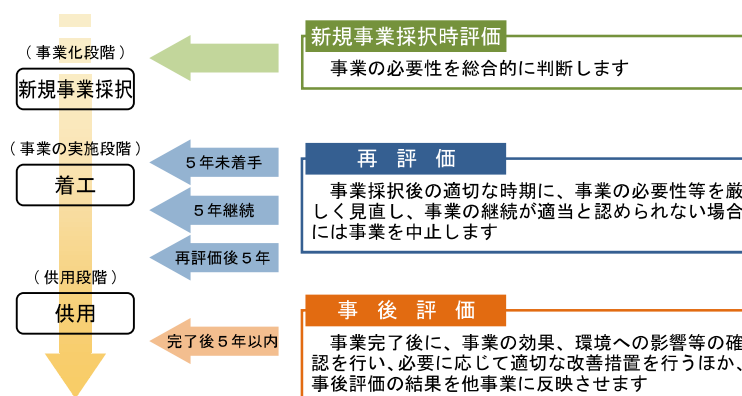 （事業化段階）
新規事業採択
新規事業採択時評価
事業の必要性を総合的に判断します
（事業の実施段階）
着工
５年未着手
５年継続
再評価後５年
再　評　価
事業採択後の適切な時期に、事業の必要性等を厳
しく見直し、事業の継続が適当と認められない場合
には事業を中止します
（供用段階）
供用
完了後５年以内
事　後　評　価
事業完了後に、事業の効果、環境への影響等の確
認を行い、必要に応じて適切な改善措置を行うほか、
事後評価の結果を他事業に反映させます